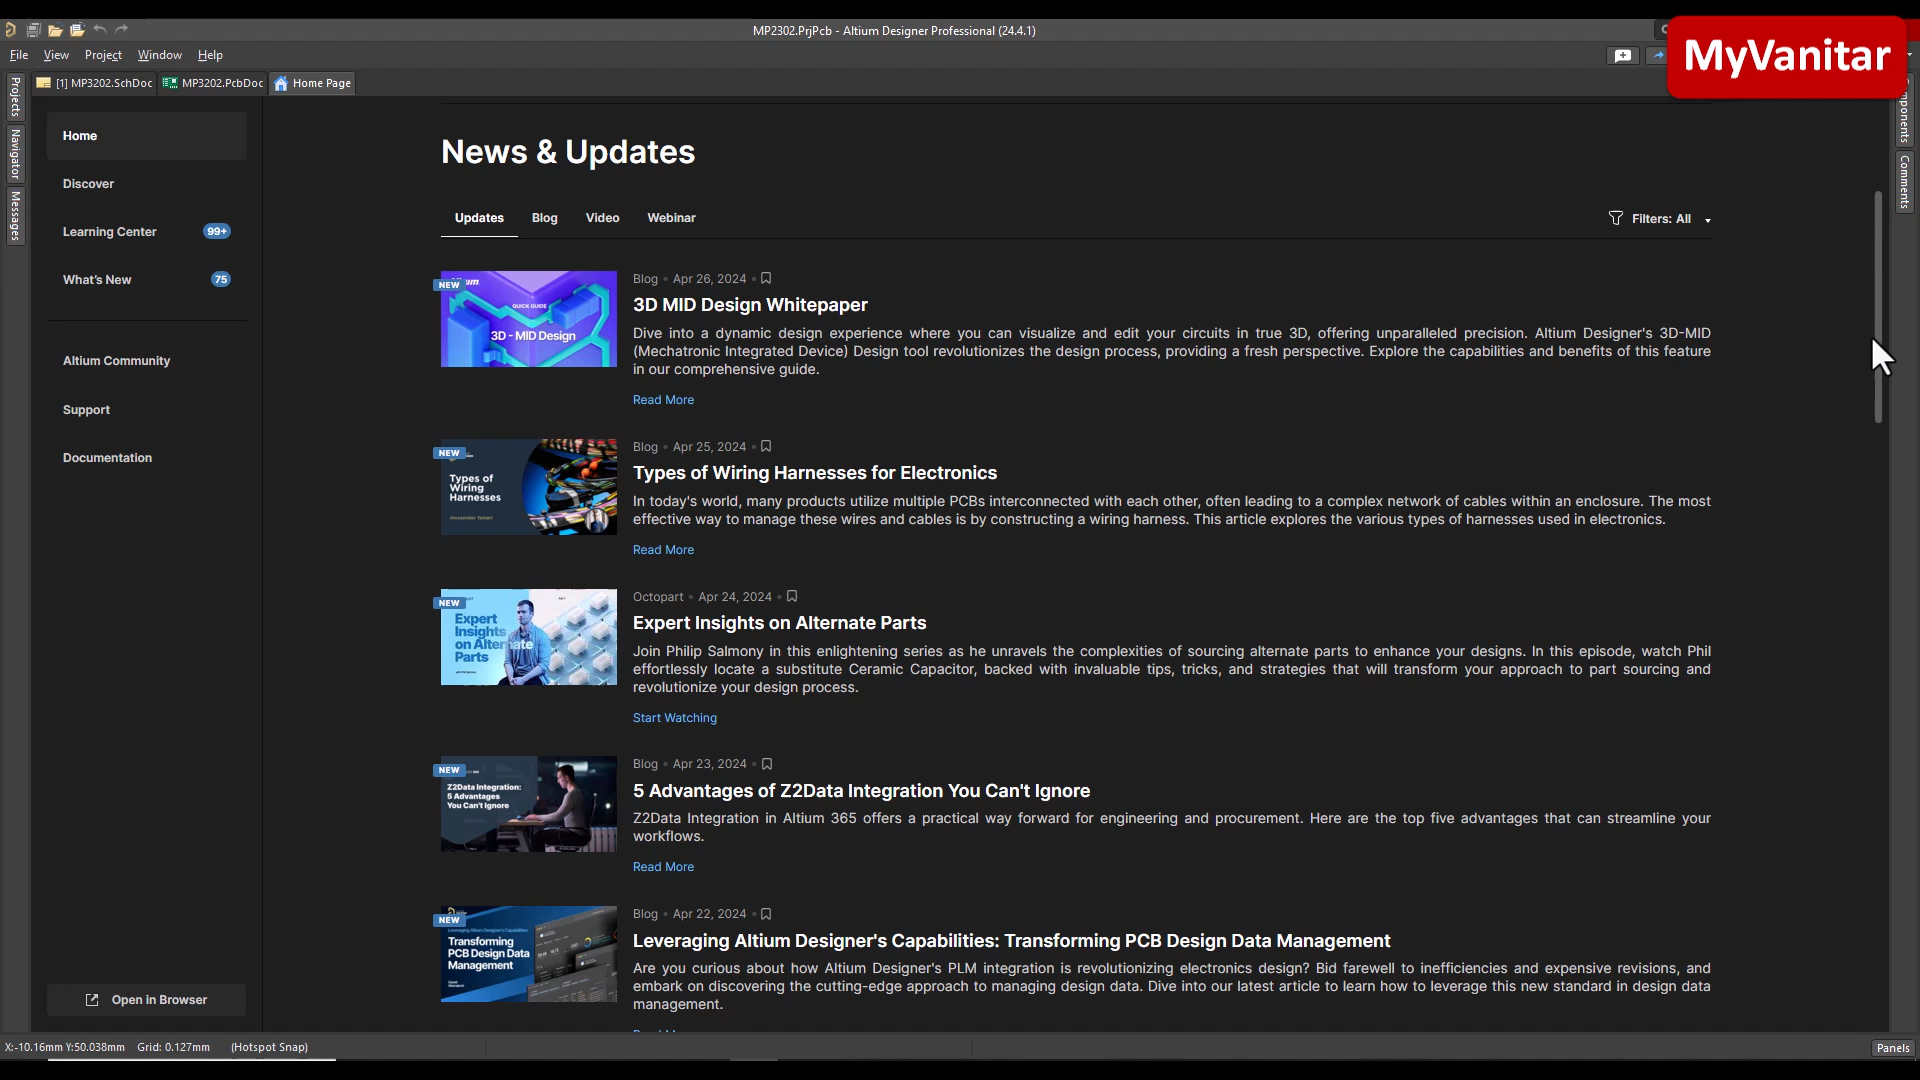 MP2302.PrjPcb - Altium Designer Professional (24.4.1)
MyVanitar
File View Project Window Help
[1] MP3202.SchDoc MP3202.PcbDoc Home Page
Projects
Navigator
Messages
Comments
Home
Discover
Learning Center 99+
What's New 75
Altium Community
Support
Documentation
Open in Browser
News & Updates
Updates Blog Video Webinar
Filters: All
NEW
QUICK GUIDE
3D - MID Design
Blog • Apr 26, 2024 •
3D MID Design Whitepaper
Dive into a dynamic design experience where you can visualize and edit your circuits in true 3D, offering unparalleled precision. Altium Designer's 3D-MID
(Mechatronic Integrated Device) Design tool revolutionizes the design process, providing a fresh perspective. Explore the capabilities and benefits of this feature
in our comprehensive guide.
Read More
NEW
Types of
Wiring
Harnesses
Blog • Apr 25, 2024 •
Types of Wiring Harnesses for Electronics
In today's world, many products utilize multiple PCBs interconnected with each other, often leading to a complex network of cables within an enclosure. The most
effective way to manage these wires and cables is by constructing a wiring harness. This article explores the various types of harnesses used in electronics.
Read More
NEW
Expert
Insights
on Alternate
Parts
Octopart • Apr 24, 2024 •
Expert Insights on Alternate Parts
Join Philip Salmony in this enlightening series as he unravels the complexities of sourcing alternate parts to enhance your designs. In this episode, watch Phil
effortlessly locate a substitute Ceramic Capacitor, backed with invaluable tips, tricks, and strategies that will transform your approach to part sourcing and
revolutionize your design process.
Start Watching
NEW
Z2Data Integration:
5 Advantages
You Can't Ignore
Blog • Apr 23, 2024 •
5 Advantages of Z2Data Integration You Can't Ignore
Z2Data Integration in Altium 365 offers a practical way forward for engineering and procurement. Here are the top five advantages that can streamline your
workflows.
Read More
NEW
Leveraging Altium Designer's Capabilities:
Transforming
PCB Design Data
Management
Blog • Apr 22, 2024 •
Leveraging Altium Designer's Capabilities: Transforming PCB Design Data Management
Are you curious about how Altium Designer's PLM integration is revolutionizing electronics design? Bid farewell to inefficiencies and expensive revisions, and
embark on discovering the cutting-edge approach to managing design data. Dive into our latest article to learn how to leverage this new standard in design data
management.
X:-10.16mm Y:50.038mm Grid: 0.127mm (Hotspot Snap)
Panels